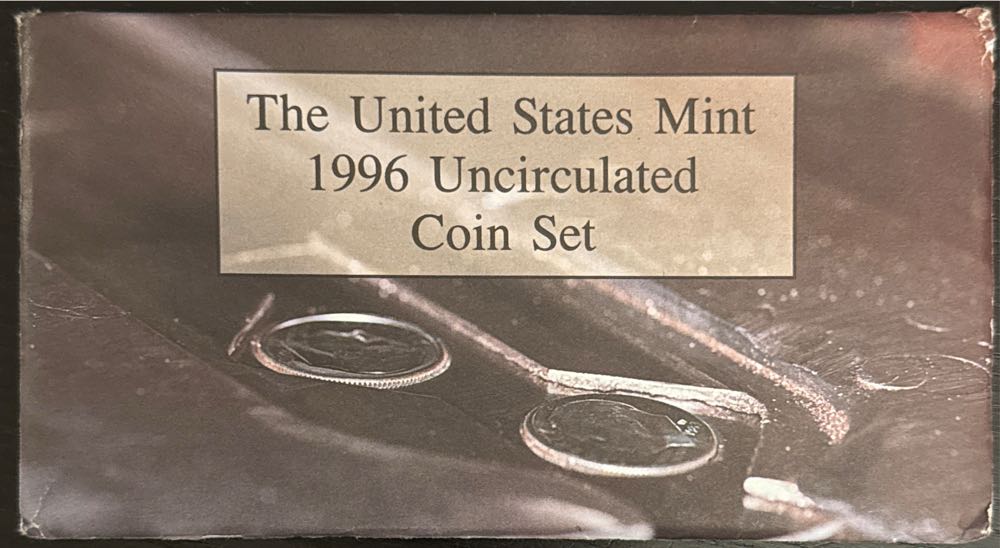 The United States Mint
1996 Uncirculated
Coin Set